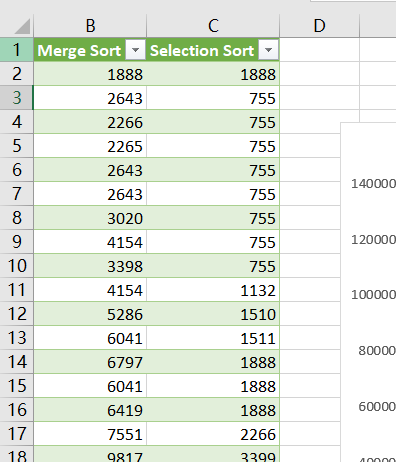 B C D
1 Merge Sort Selection Sort
2 1888 1888
3 2643 755
4 2266 755
5 2265 755
6 2643 755
7 2643 755
140000
8 3020 755
9 4154 755
120000
10 3398 755
11 4154 1132
100000
12 5286 1510
13 6041 1511
80000
14 6797 1888
15 6041 1888
16 6419 1888
60000
17 7551 2266
18 9817 3399
40000